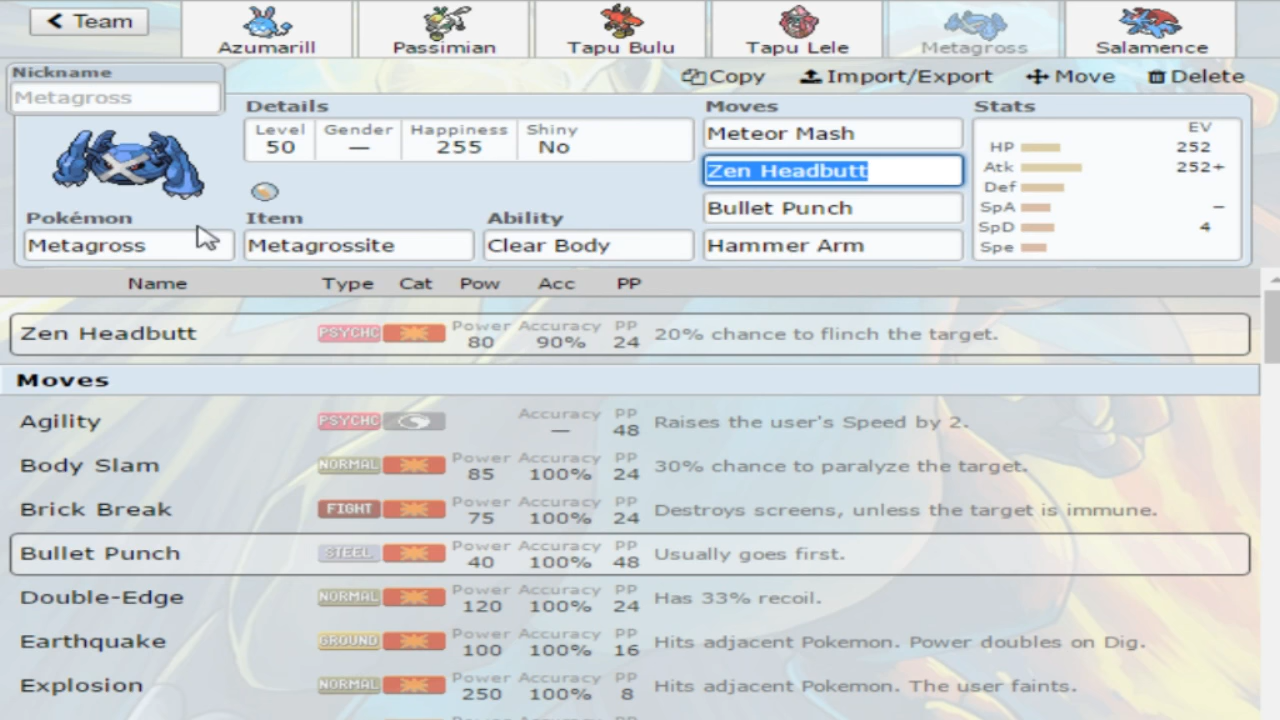 Team
Azumarill
Passimian
Tapu Bulu
Tapu Lele
Metagross
Salamence
Copy Import/Export Move Delete
Nickname
Metagross
Details
Level Gender Happiness Shiny
50 — 255 No
Pokémon
Metagross
Item
Metagrossite
Ability
Clear Body
Moves
Meteor Mash
Zen Headbutt
Bullet Punch
Hammer Arm
Stats
EV
HP 252
Atk 252+
Def
SpA –
SpD 4
Spe
Name Type Cat Pow Acc PP
Zen Headbutt PSYCHC Power 80 Accuracy 90% PP 24 20% chance to flinch the target.
Moves
Agility PSYCHC Accuracy — PP 48 Raises the user's Speed by 2.
Body Slam NORMAL Power 85 Accuracy 100% PP 24 30% chance to paralyze the target.
Brick Break FIGHT Power 75 Accuracy 100% PP 24 Destroys screens, unless the target is immune.
Bullet Punch STEEL Power 40 Accuracy 100% PP 48 Usually goes first.
Double-Edge NORMAL Power 120 Accuracy 100% PP 24 Has 33% recoil.
Earthquake GROUND Power 100 Accuracy 100% PP 16 Hits adjacent Pokemon. Power doubles on Dig.
Explosion NORMAL Power 250 Accuracy 100% PP 8 Hits adjacent Pokemon. The user faints.
Power Accuracy PP